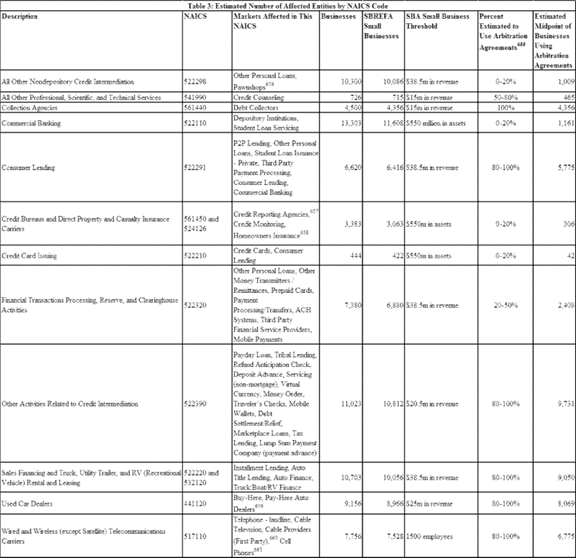 Table 3: Estimated Number of Affected Entities by NAICS Code
Description NAICS Markets Affected in This NAICS Businesses SBREFA Small Businesses SBA Small Business Threshold Percent Estimated to Use Arbitration Agreements Estimated Midpoint of Businesses Using Arbitration Agreements
All Other Nondepository Credit Intermediation 522298 Other Personal Loans, Pawnshops 10,300 10,086 $38.5m in revenue 0-20% 1,009
All Other Professional, Scientific, and Technical Services 541990 Credit Counseling 726 715 $15m in revenue 50-80% 465
Collection Agencies 561440 Debt Collectors 4,500 4,356 $15m in revenue 100% 4,356
Commercial Banking 522110 Depository Institutions, Student Loan Servicing 13,303 11,608 $550 million in assets 0-20% 1,161
Consumer Lending 522291 P2P Lending, Other Personal Loans, Student Loan Issuance - Private, Third Party Payment Processing, Consumer Lending, Commercial Banking 6,620 6,416 $38.5m in revenue 80-100% 5,775
Credit Bureaus and Direct Property and Casualty Insurance Carriers 561450 and 524126 Credit Reporting Agencies, Credit Monitoring, Homeowners Insurance 3,383 3,063 $550m in assets 0-20% 306
Credit Card Issuing 522210 Credit Cards, Consumer Lending 444 422 $550m in assets 0-20% 42
Financial Transactions Processing, Reserve, and Clearinghouse Activities 522320 Other Personal Loans, Other Money Transmitters / Remittances, Prepaid Cards, Payment Processing/Transfers, ACH Systems, Third Party Financial Service Providers, Mobile Payments 7,380 6,880 $38.5m in revenue 20-50% 2,408
Other Activities Related to Credit Intermediation 522390 Payday Loan, Tribal Lending, Refund Anticipation Check, Deposit Advance, Servicing (non-mortgage), Virtual Currency, Money Order, Traveler's Checks, Mobile Wallets, Debt Settlement/Relief, Marketplace Loans, Tax Lending, Lump Sum Payment Company (payment advance) 11,023 10,812 $20.5m in revenue 80-100% 9,731
Sales Financing and Truck, Utility Trailer, and RV (Recreational Vehicle) Rental and Leasing 522220 and 532120 Installment Lending, Auto Title Lending, Auto Finance, Truck/Boat/RV Finance 10,703 10,056 $38.5m in revenue 80-100% 9,050
Used Car Dealers 441120 Buy-Here, Pay-Here Auto Dealers 9,156 8,966 $25m in revenue 80-100% 8,069
Wired and Wireless (except Satellite) Telecommunications Carriers 517110 Telephone - landline, Cable Television, Cable Providers (First Party), Cell Phones 7,756 7,528 1500 employees 80-100% 6,775